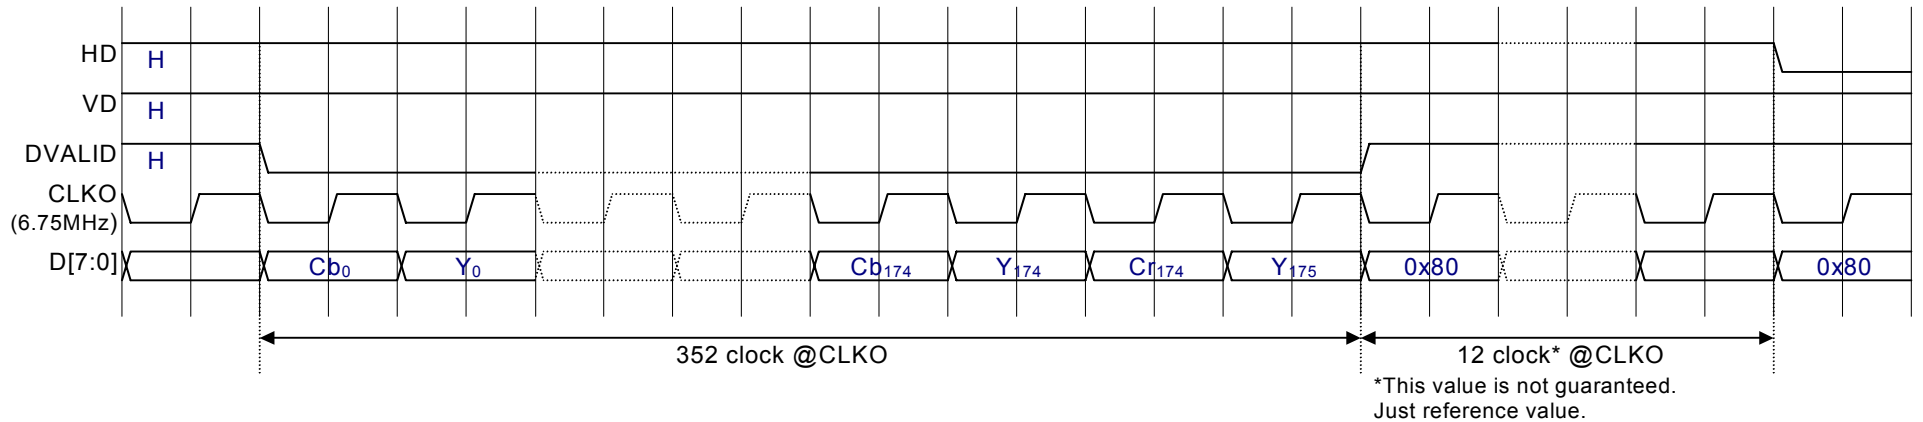 HD H
VD H
DVALID H
CLKO
(6.75MHz)
D[7:0] Cb₀ Y₀ Cb₁₇₄ Y₁₇₄ Cr₁₇₄ Y₁₇₅ 0x80 0x80
352 clock @CLKO 12 clock* @CLKO
*This value is not guaranteed.
Just reference value.